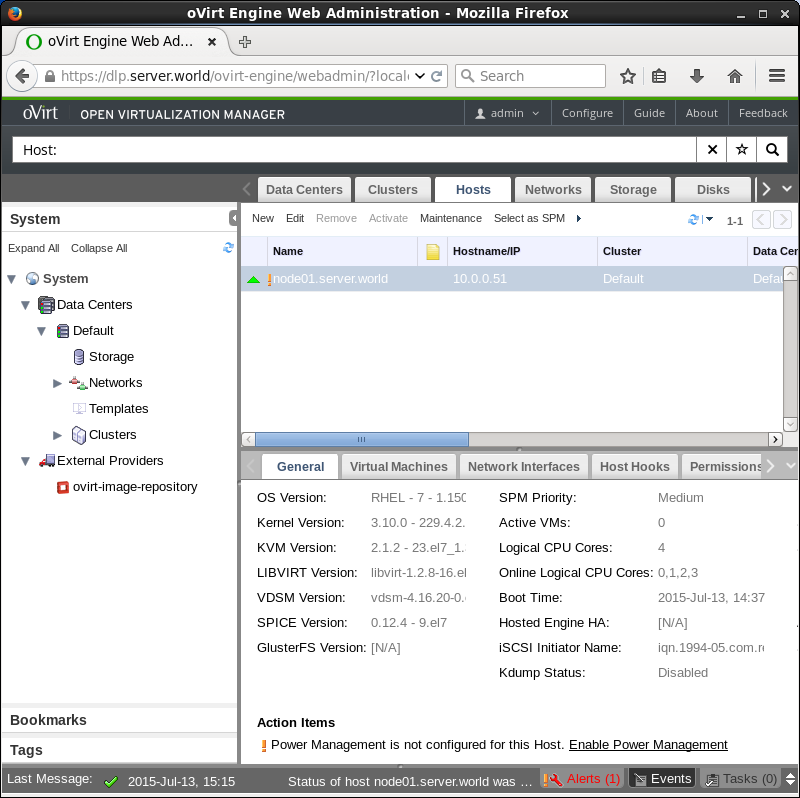 oVirt Engine Web Administration - Mozilla Firefox
oVirt Engine Web Ad...
https://dlp.server.world/ovirt-engine/webadmin/?local
Search
oVirt OPEN VIRTUALIZATION MANAGER admin Configure Guide About Feedback
Host:
Data Centers Clusters Hosts Networks Storage Disks
System
New Edit Remove Activate Maintenance Select as SPM 1-1
Expand All Collapse All
Name Hostname/IP Cluster Data Cen
node01.server.world 10.0.0.51 Default Defau
System
Data Centers
Default
Storage
Networks
Templates
Clusters
External Providers
ovirt-image-repository
General Virtual Machines Network Interfaces Host Hooks Permissions
OS Version: RHEL - 7 - 1.150 SPM Priority: Medium
Kernel Version: 3.10.0 - 229.4.2. Active VMs: 0
KVM Version: 2.1.2 - 23.el7_1. Logical CPU Cores: 4
LIBVIRT Version: libvirt-1.2.8-16.el Online Logical CPU Cores: 0,1,2,3
VDSM Version: vdsm-4.16.20-0. Boot Time: 2015-Jul-13, 14:37
SPICE Version: 0.12.4 - 9.el7 Hosted Engine HA: [N/A]
GlusterFS Version: [N/A] iSCSI Initiator Name: iqn.1994-05.com.re
Kdump Status: Disabled
Action Items
Power Management is not configured for this Host. Enable Power Management
Bookmarks
Tags
Last Message: 2015-Jul-13, 15:15 Status of host node01.server.world was ... Alerts (1) Events Tasks (0)